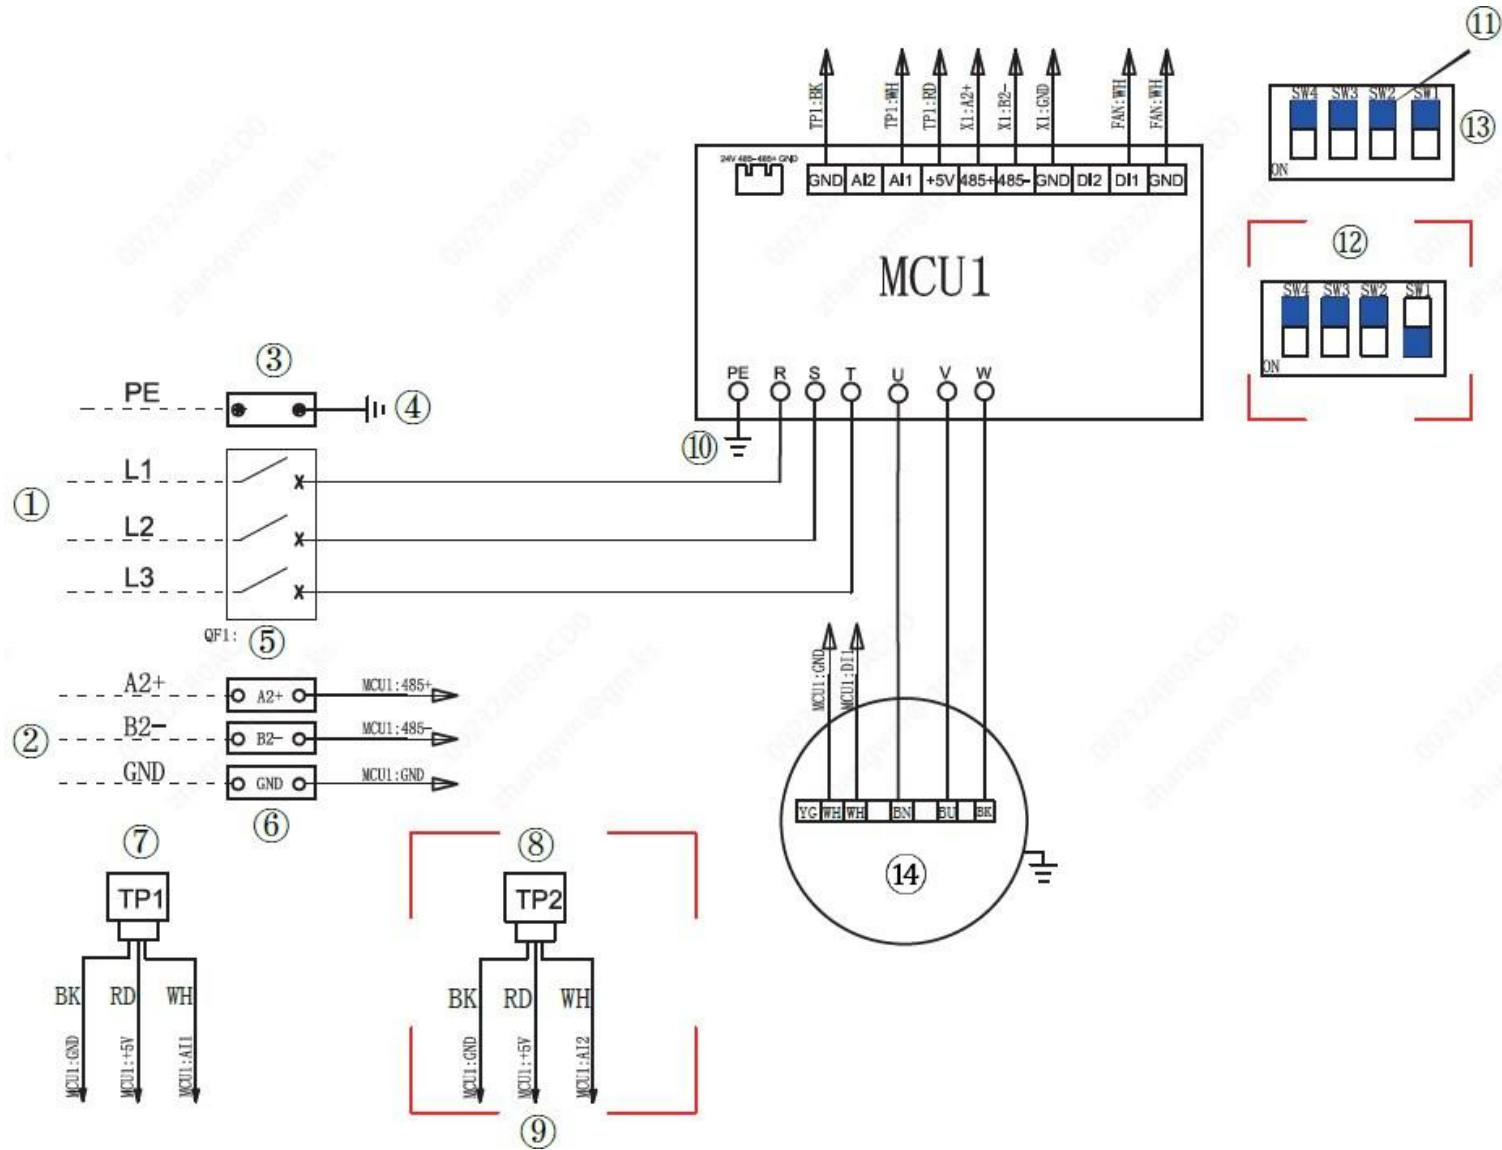 ⑪
TP1:BK
TP1:WH
TP1:RD
X1:A2+
X1:B2-
X1:GND
FAN:WH
FAN:WH
SW4 SW3 SW2 SW1
ON
⑬
24V 485- 485+ GND
GND AI2 AI1 +5V 485+ 485- GND DI2 DI1 GND
MCU1
⑫
SW4 SW3 SW2 SW1
ON
PE R S T U V W
⑩
③
PE
④
①
L1
L2
L3
QF1: ⑤
②
A2+ A2+ MCU1:485+
B2- B2- MCU1:485-
GND GND MCU1:GND
⑥
MCU1:GND
MCU1:DI1
YG WH WH BN BU BK
⑭
⑦
TP1
BK RD WH
MCU1:GND
MCU1:+5V
MCU1:AI1
⑧
TP2
BK RD WH
MCU1:GND
MCU1:+5V
MCU1:AI2
⑨